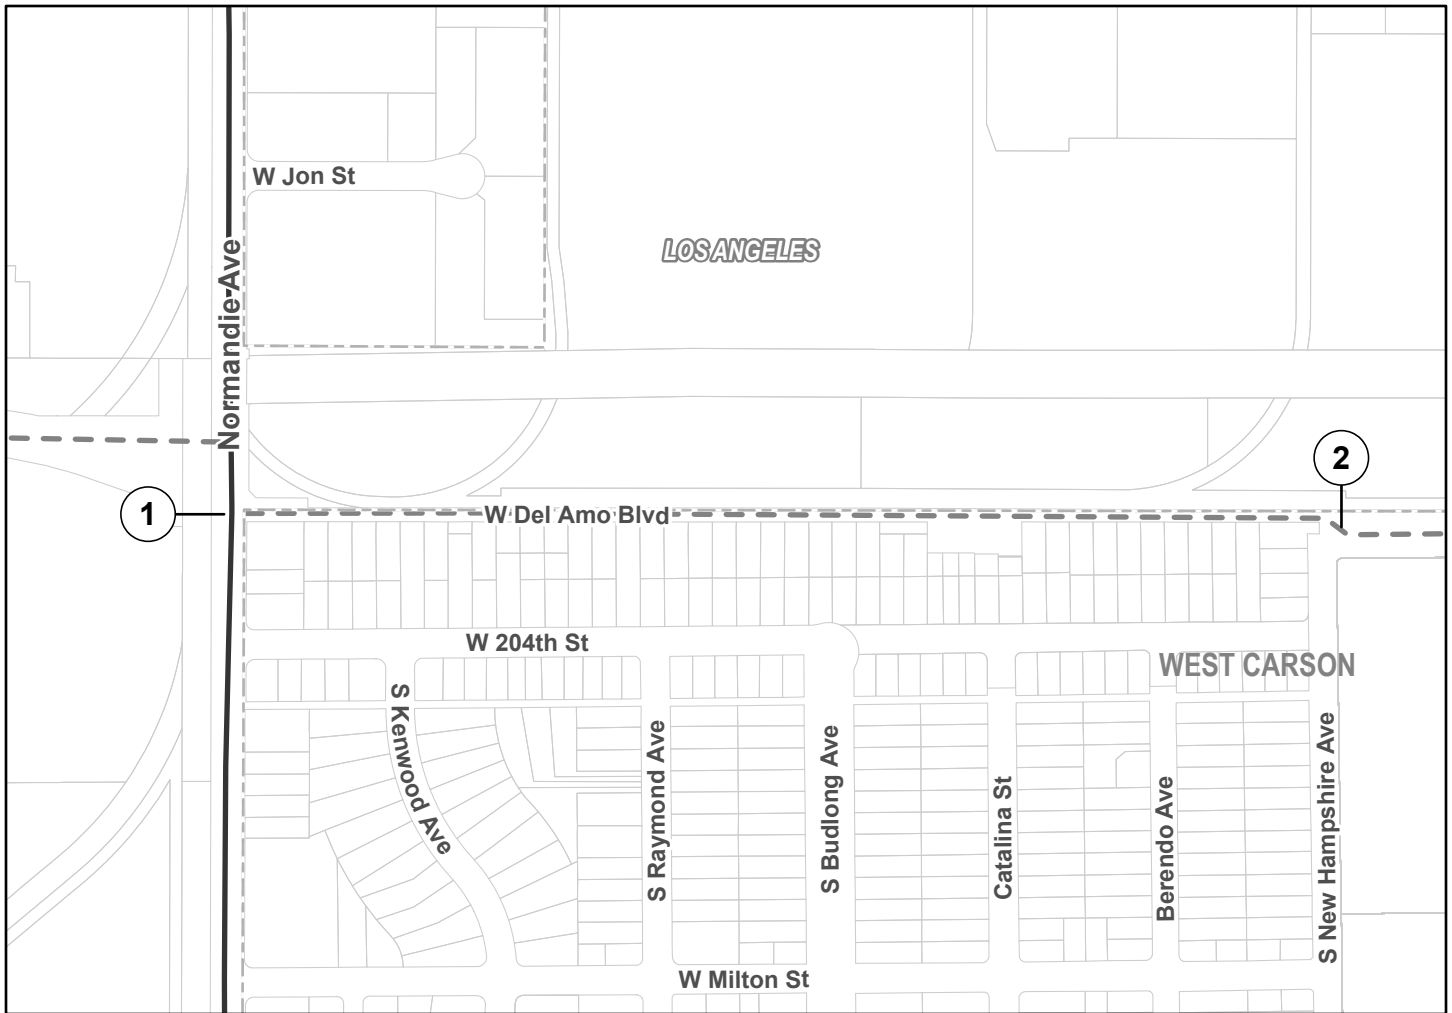 W Jon St
LOS ANGELES
Normandie Ave
2
1
W Del Amo Blvd
W 204th St
WEST CARSON
S Kenwood Ave
S Raymond Ave
S Budlong Ave
Catalina St
Berendo Ave
S New Hampshire Ave
W Milton St